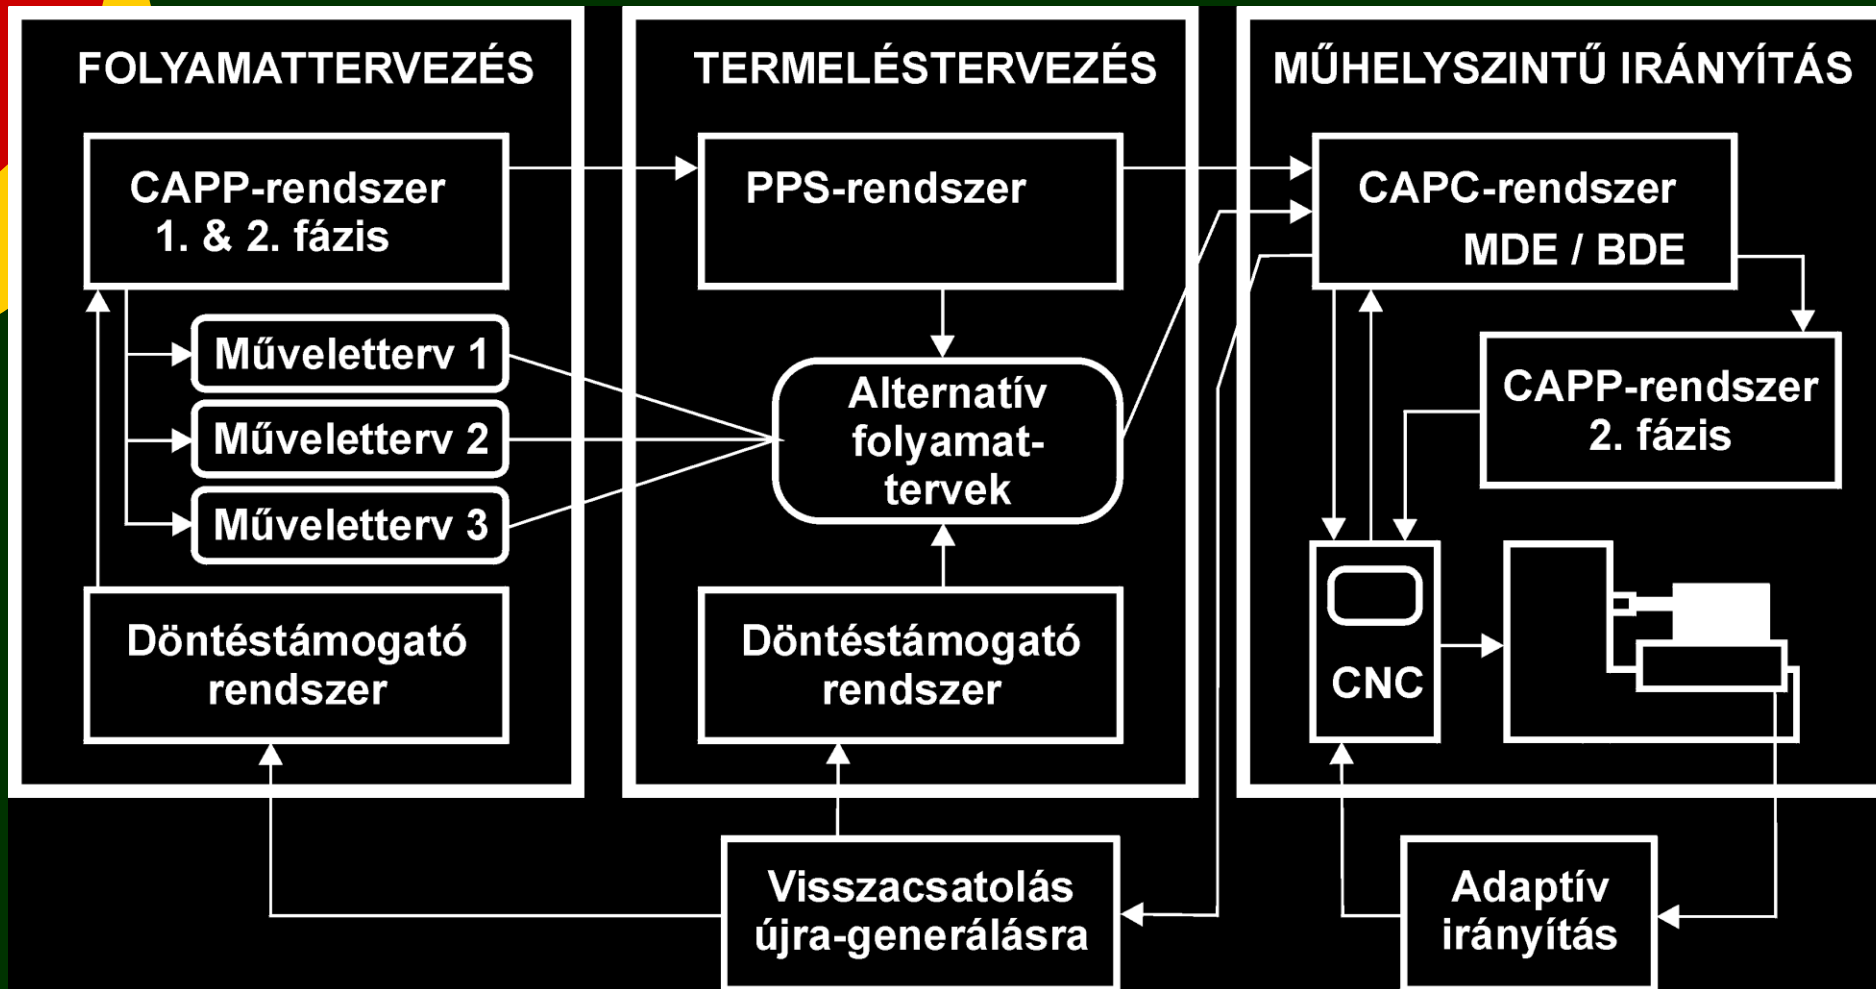 FOLYAMATTERVEZÉS
CAPP-rendszer
1. & 2. fázis
Műveletterv 1
Műveletterv 2
Műveletterv 3
Döntéstámogató
rendszer
TERMELÉSTERVEZÉS
PPS-rendszer
Alternatív
folyamat-
tervek
Döntéstámogató
rendszer
MŰHELYSZINTŰ IRÁNYÍTÁS
CAPC-rendszer
MDE / BDE
CAPP-rendszer
2. fázis
CNC
Visszacsatolás
újra-generálásra
Adaptív
irányítás